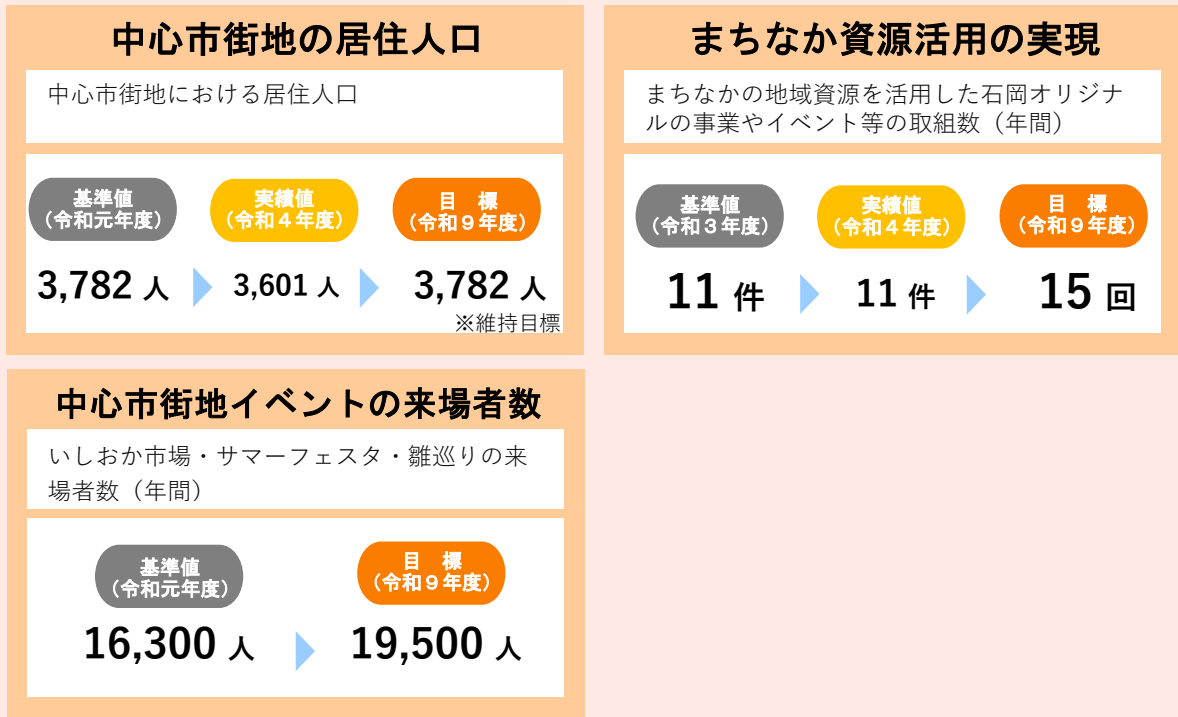 中心市街地の居住人口
中心市街地における居住人口
基準値
(令和元年度)
実績値
(令和４年度)
目　標
(令和９年度)
3,782 人
3,601 人
3,782 人
※維持目標
まちなか資源活用の実現
まちなかの地域資源を活用した石岡オリジナ
ルの事業やイベント等の取組数（年間）
基準値
(令和３年度)
実績値
(令和４年度)
目　標
(令和９年度)
11 件
11 件
15 回
中心市街地イベントの来場者数
いしおか市場・サマーフェスタ・雛巡りの来
場者数（年間）
基準値
(令和元年度)
目　標
(令和９年度)
16,300 人
19,500 人